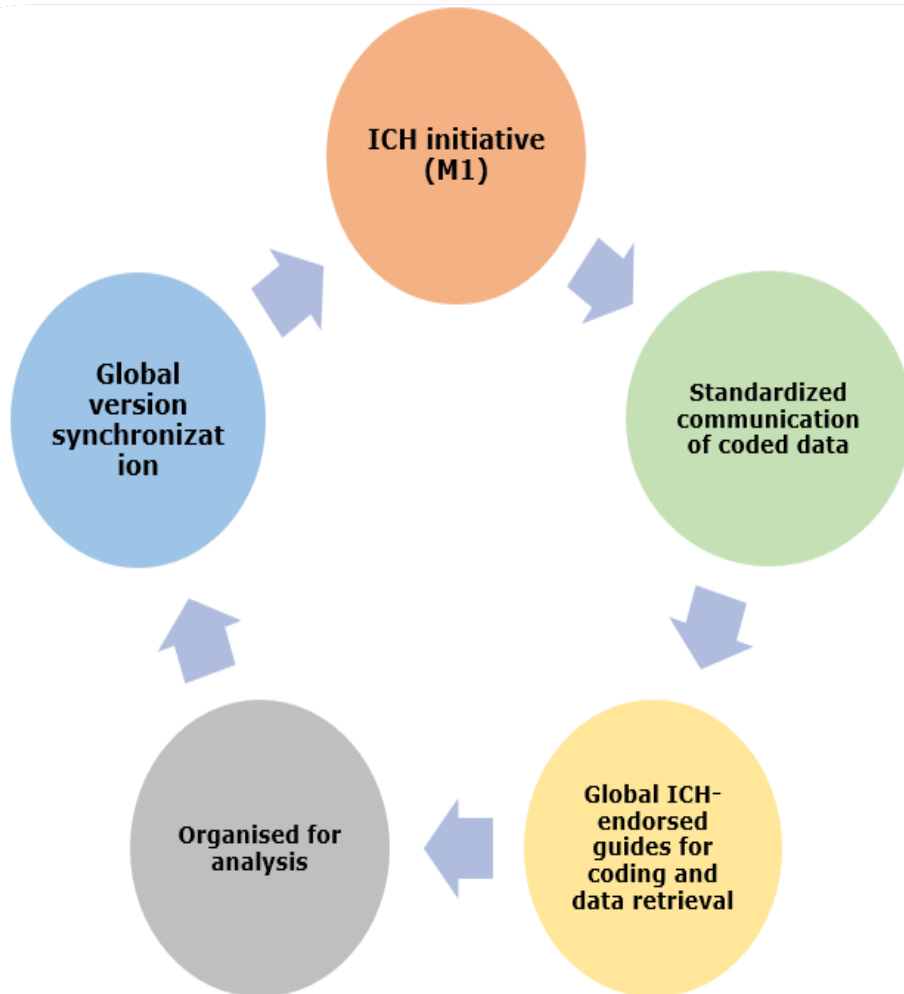 ICH initiative
(M1)
Standardized
communication
of coded data
Global ICH-
endorsed
guides for
coding and
data retrieval
Organised for
analysis
Global
version
synchronizat
ion